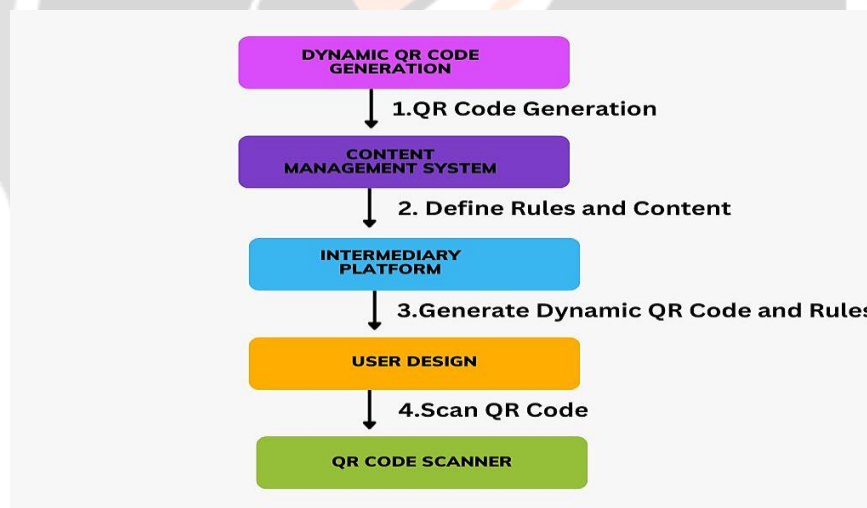 DYNAMIC QR CODE
GENERATION
1.QR Code Generation
CONTENT
MANAGEMENT SYSTEM
2. Define Rules and Content
INTERMEDIARY
PLATFORM
3.Generate Dynamic QR Code and Rules
USER DESIGN
4.Scan QR Code
QR CODE SCANNER